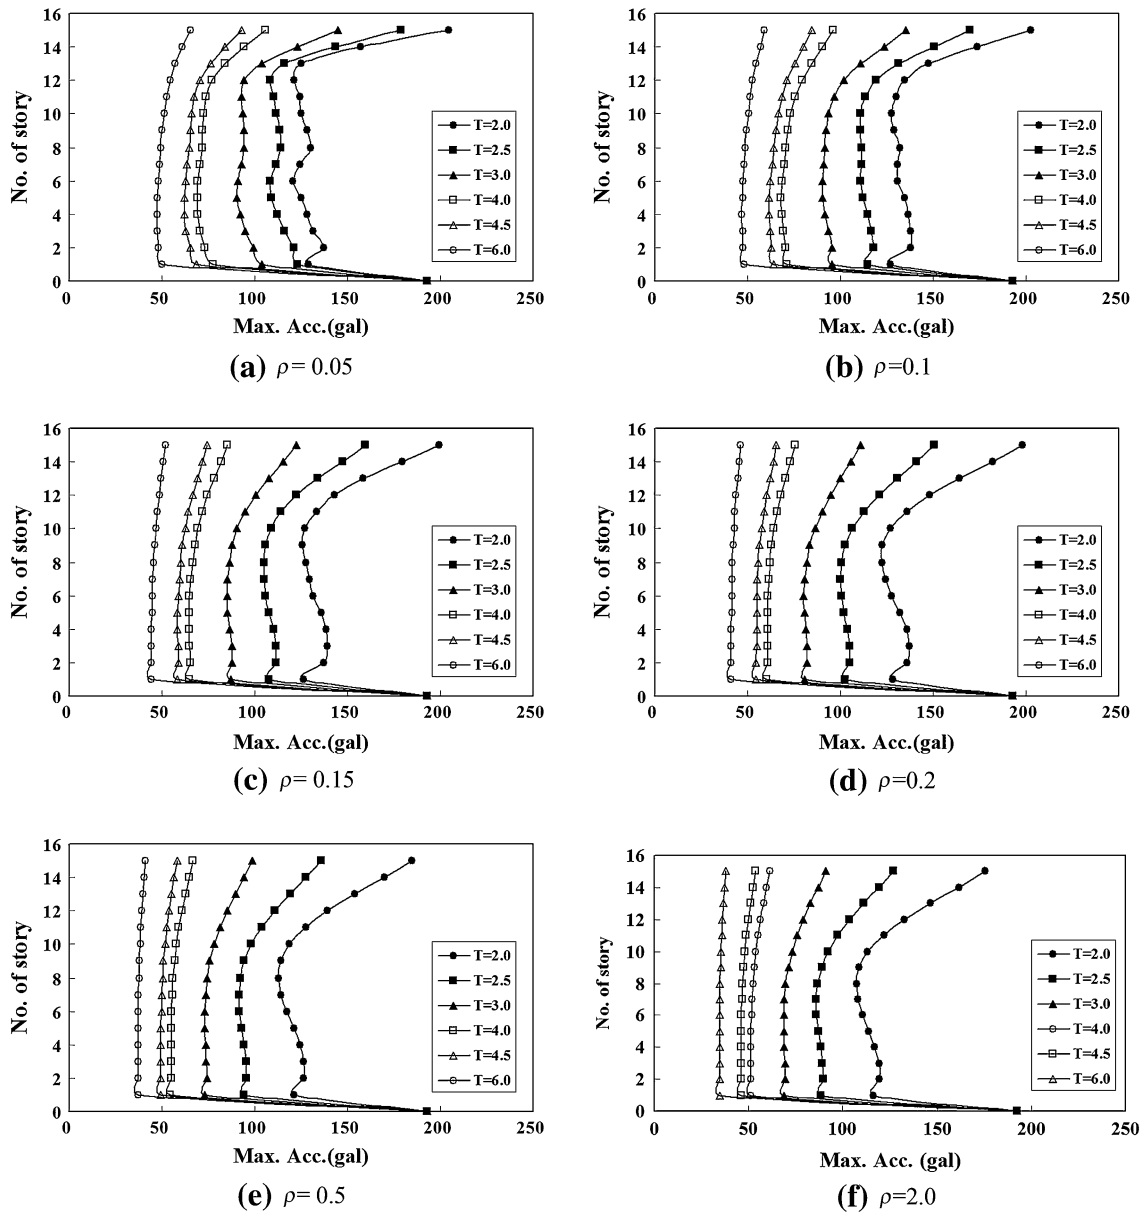 16
14
12
10
8
6
4
2
0
No. of story
T=2.0
T=2.5
T=3.0
T=4.0
T=4.5
T=6.0
0 50 100 150 200 250
Max. Acc.(gal)
(a) ρ= 0.05
16
14
12
10
8
6
4
2
0
No. of story
T=2.0
T=2.5
T=3.0
T=4.0
T=4.5
T=6.0
0 50 100 150 200 250
Max. Acc.(gal)
(b) ρ=0.1
16
14
12
10
8
6
4
2
0
No. of story
T=2.0
T=2.5
T=3.0
T=4.0
T=4.5
T=6.0
0 50 100 150 200 250
Max. Acc.(gal)
(c) ρ= 0.15
16
14
12
10
8
6
4
2
0
No. of story
T=2.0
T=2.5
T=3.0
T=4.0
T=4.5
T=6.0
0 50 100 150 200 250
Max. Acc.(gal)
(d) ρ=0.2
16
14
12
10
8
6
4
2
0
No. of story
T=2.0
T=2.5
T=3.0
T=4.0
T=4.5
T=6.0
0 50 100 150 200 250
Max. Acc.(gal)
(e) ρ= 0.5
16
14
12
10
8
6
4
2
0
No. of story
T=2.0
T=2.5
T=3.0
T=4.0
T=4.5
T=6.0
0 50 100 150 200 250
Max. Acc. (gal)
(f) ρ=2.0